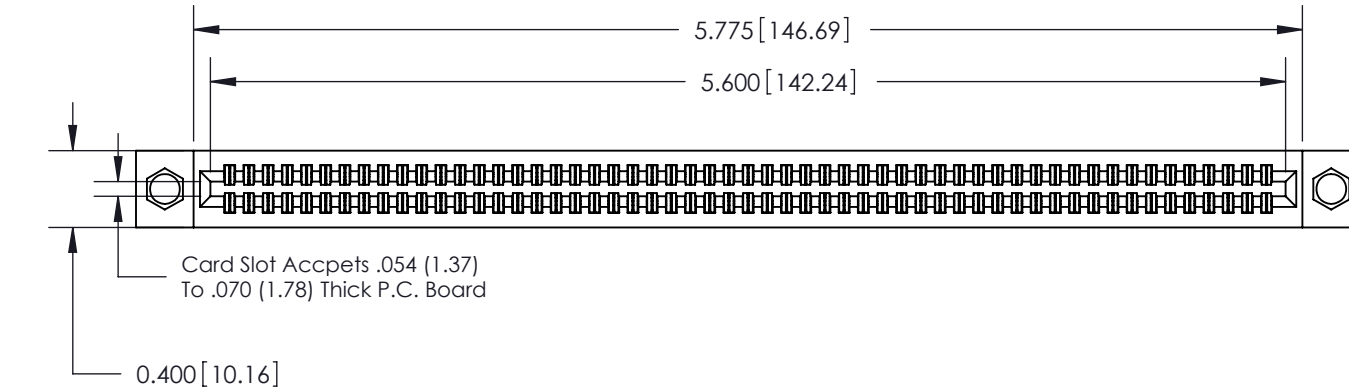 5.775[146.69]
5.600[142.24]
Card Slot Accpets .054 (1.37)
To .070 (1.78) Thick P.C. Board
0.400[10.16]